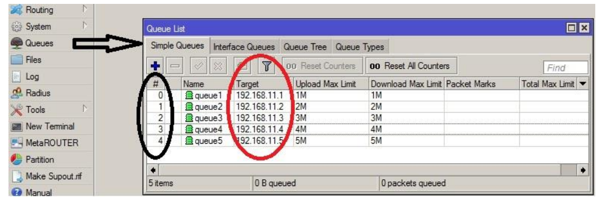 Routing
System
Queues
Files
Log
Radius
Tools
New Terminal
MetaROUTER
Partition
Make Supout.rif
Manual
Queue List
Simple Queues Interface Queues Queue Tree Queue Types
00 Reset Counters 00 Reset All Counters Find
# Name Target Upload Max Limit Download Max Limit Packet Marks Total Max Limit
0 queue1 192.168.11.1 1M 1M
1 queue2 192.168.11.2 2M 2M
2 queue3 192.168.11.3 3M 3M
3 queue4 192.168.11.4 4M 4M
4 queue5 192.168.11.5 5M 5M
5 items 0 B queued 0 packets queued